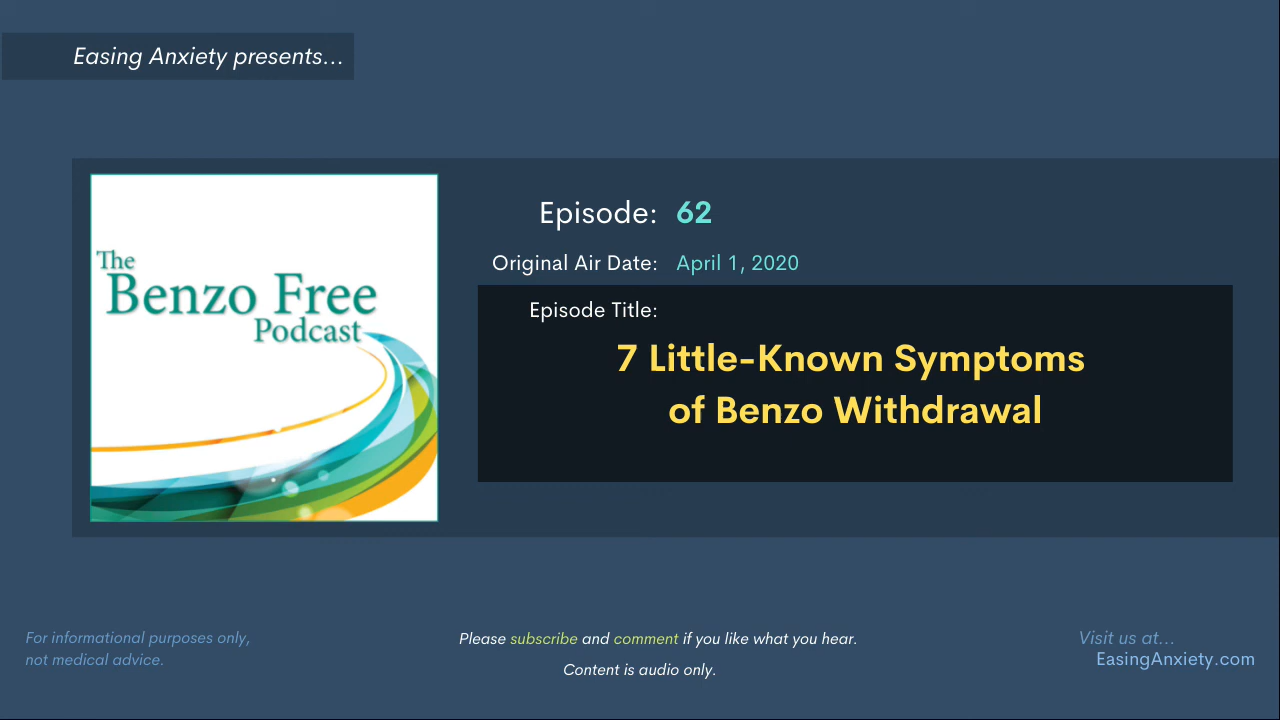 Easing Anxiety presents...
The
Benzo Free
Podcast
Episode: 62
Original Air Date: April 1, 2020
Episode Title:
7 Little-Known Symptoms
of Benzo Withdrawal
For informational purposes only,
not medical advice.
Please subscribe and comment if you like what you hear.
Content is audio only.
Visit us at...
EasingAnxiety.com